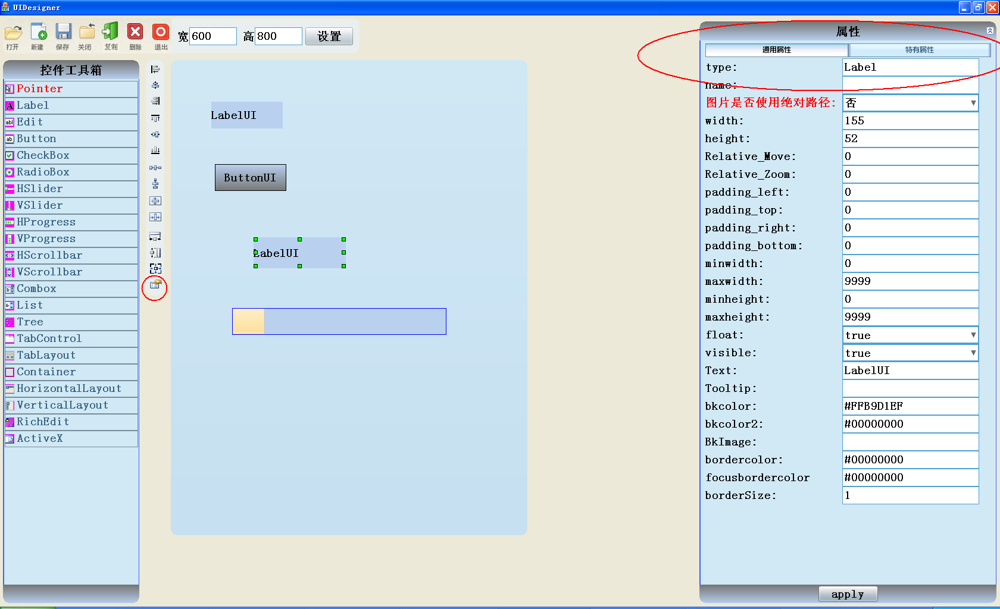 UIDesigner
打开 新建 保存 关闭 复制 删除 退出
宽 600 高 800 设置
控件工具箱
Pointer
Label
Edit
Button
CheckBox
RadioBox
HSlider
VSlider
HProgress
VProgress
HScrollbar
VScrollbar
Combox
List
Tree
TabControl
TabLayout
Container
HorizontalLayout
VerticalLayout
RichEdit
ActiveX
LabelUI
ButtonUI
LabelUI
属性
通用属性 特有属性
type: Label
name:
图片是否使用绝对路径: 否
width: 155
height: 52
Relative_Move: 0
Relative_Zoom: 0
padding_left: 0
padding_top: 0
padding_right: 0
padding_bottom: 0
minwidth: 0
maxwidth: 9999
minheight: 0
maxheight: 9999
float: true
visible: true
Text: LabelUI
Tooltip:
bkcolor: #FFB9D1EF
bkcolor2: #00000000
BkImage:
bordercolor: #00000000
focusbordercolor #00000000
borderSize: 1
apply